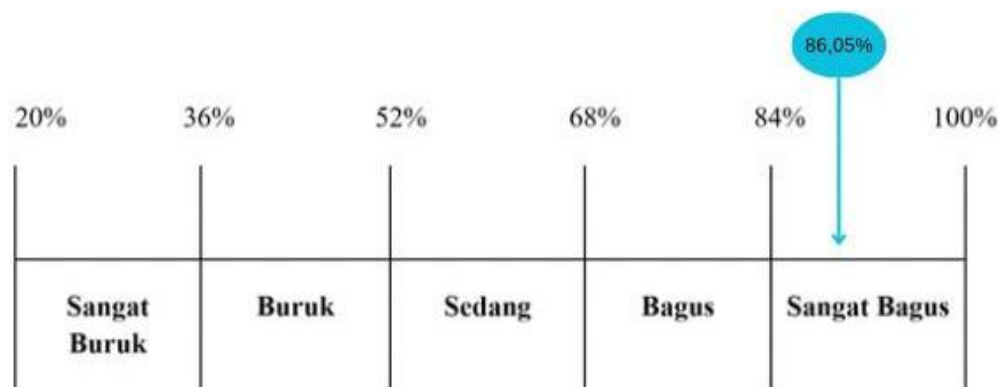 86,05%
20% 36% 52% 68% 84% 100%
Sangat Buruk Sedang Bagus Sangat Bagus
Buruk